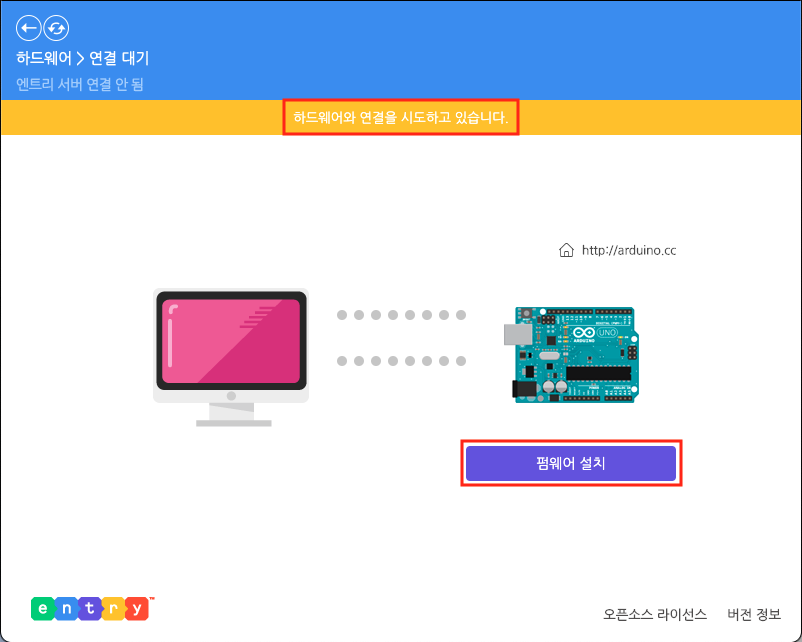 하드웨어 > 연결 대기
엔트리 서버 연결 안 됨
하드웨어와 연결을 시도하고 있습니다.
http://arduino.cc
UNO
ARDUINO
펌웨어 설치
entry™
오픈소스 라이선스 버전 정보